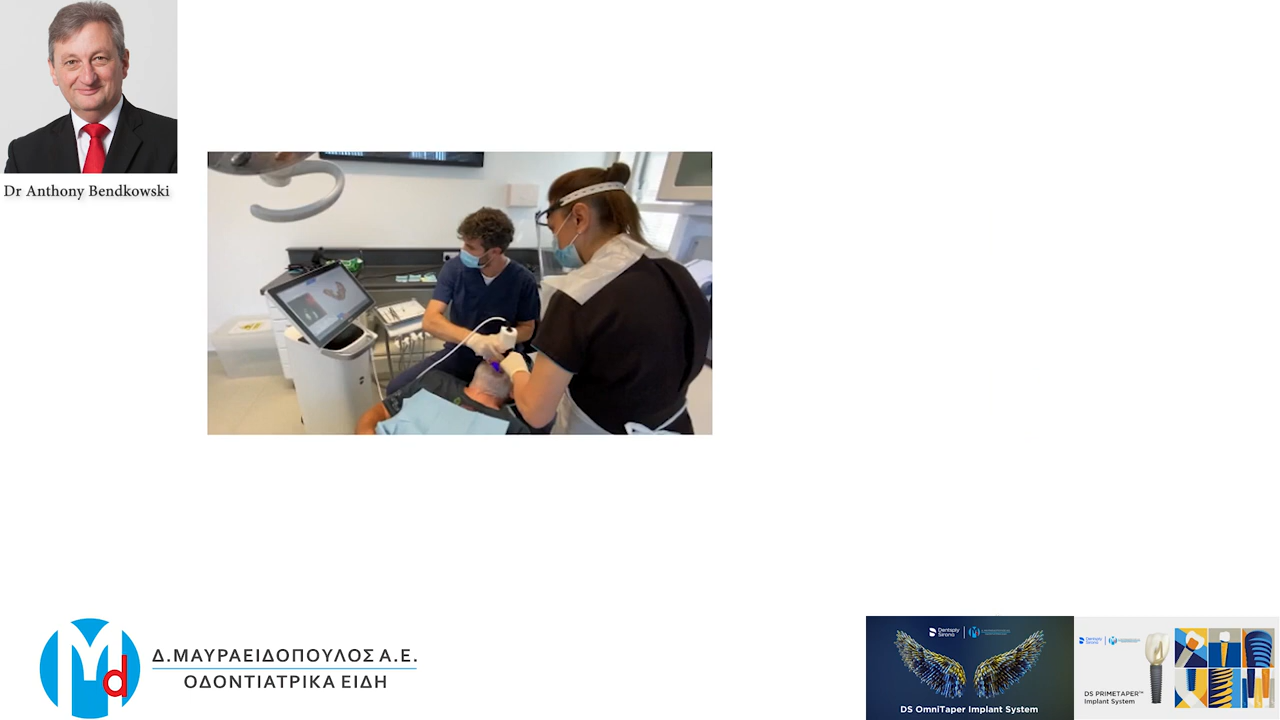 Dr Anthony Bendkowski
Δ.ΜΑΥΡΑΕΙΔΟΠΟΥΛΟΣ Α.Ε.
ΟΔΟΝΤΙΑΤΡΙΚΑ ΕΙΔΗ
Dentsply
Sirona
DS OmniTaper Implant System
Dentsply
Sirona
DS PRIMETAPER™
Implant System